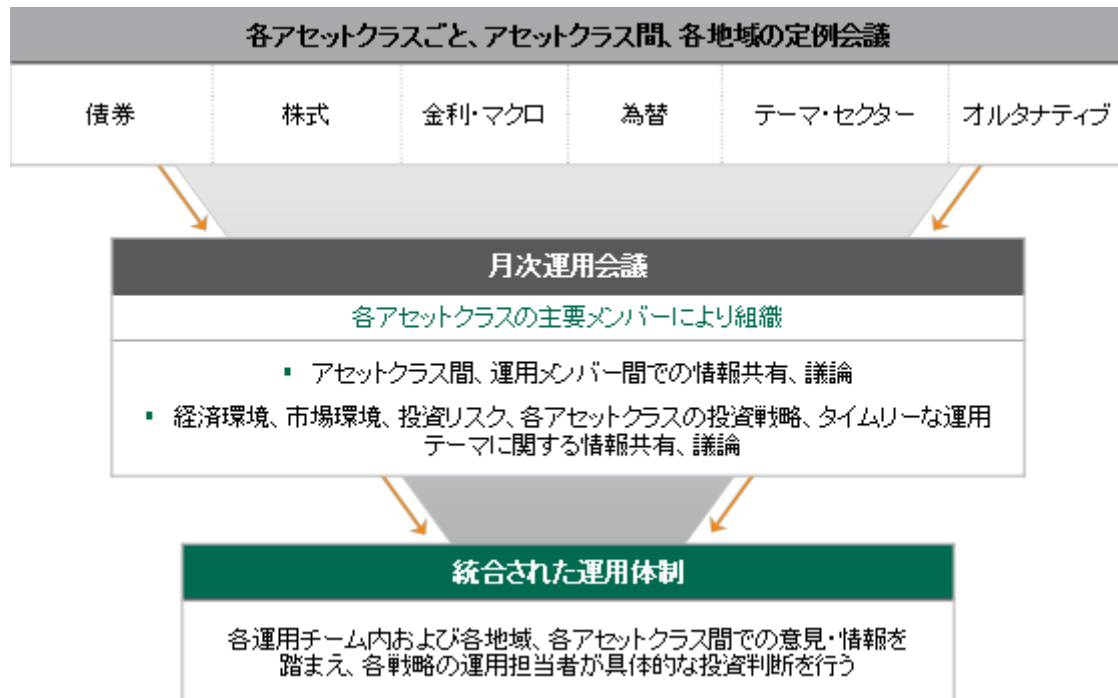 各アセットクラスごと、アセットクラス間、各地域の定例会議
債券 株式 金利・マクロ 為替 テーマ・セクター オルタナティブ
月次運用会議
各アセットクラスの主要メンバーにより組織
▪ アセットクラス間、運用メンバー間での情報共有、議論
▪ 経済環境、市場環境、投資リスク、各アセットクラスの投資戦略、タイムリーな運用
テーマに関する情報共有、議論
統合された運用体制
各運用チーム内および各地域、各アセットクラス間での意見・情報を
踏まえ、各戦略の運用担当者が具体的な投資判断を行う